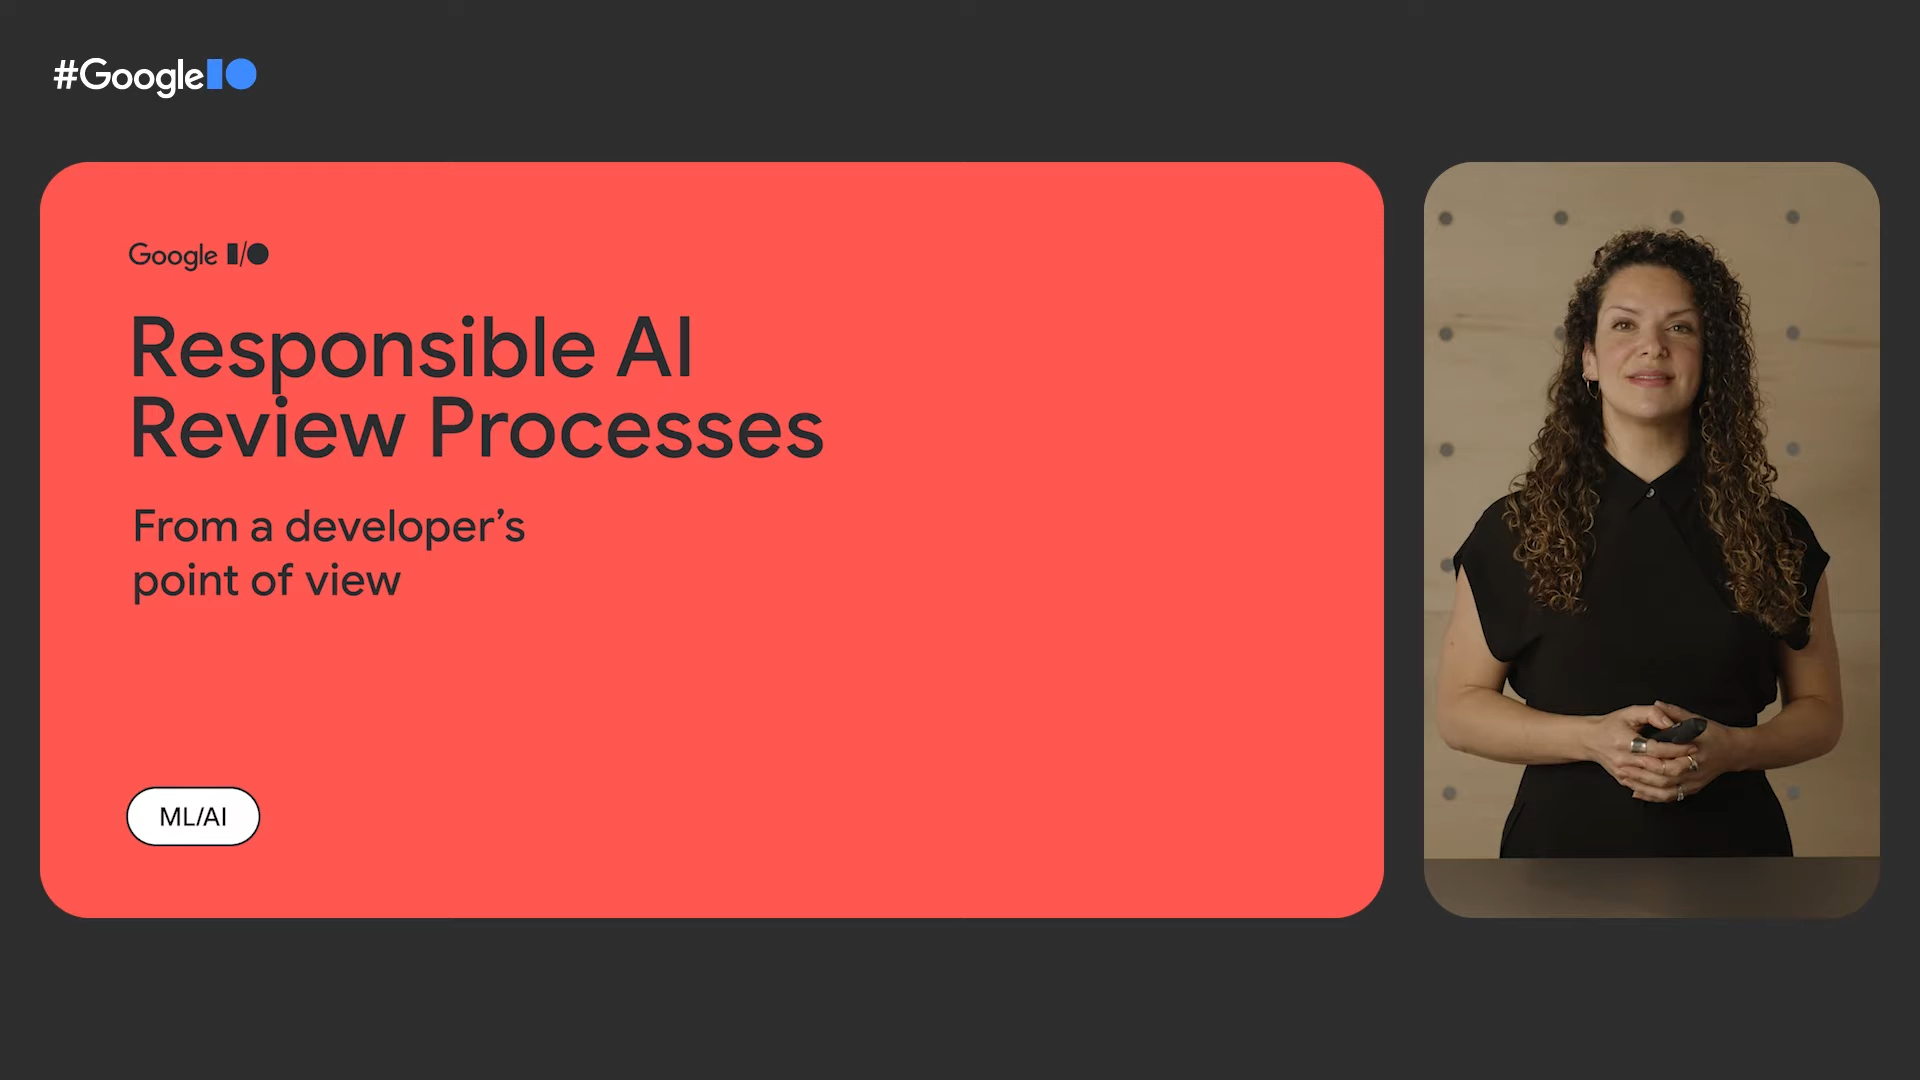 #GoogleIO
Google I/O
Responsible AI
Review Processes
From a developer’s
point of view
ML/AI